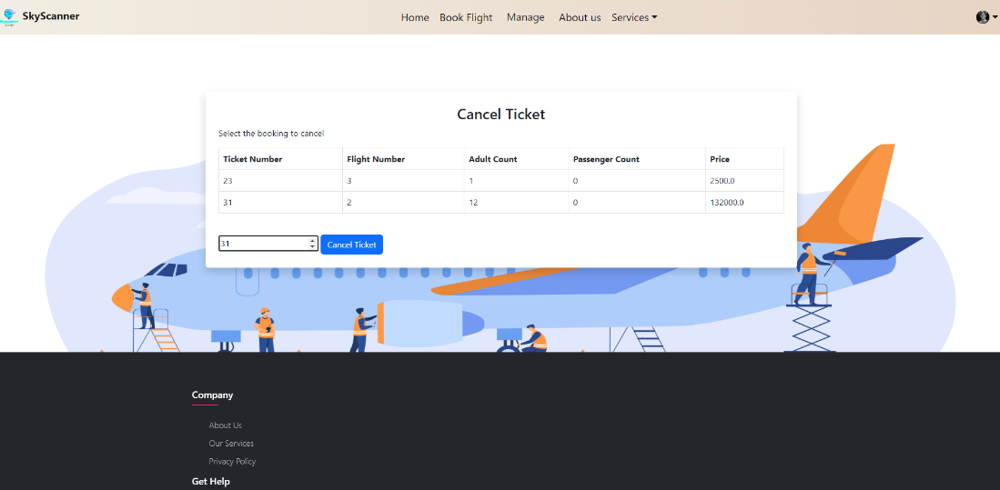 SkyScanner Home Book Flight Manage About us Services
Cancel Ticket
Select the booking to cancel
Ticket Number Flight Number Adult Count Passenger Count Price
23 3 1 0 2500.0
31 2 12 0 132000.0
31 Cancel Ticket
Company
About Us
Our Services
Privacy Policy
Get Help